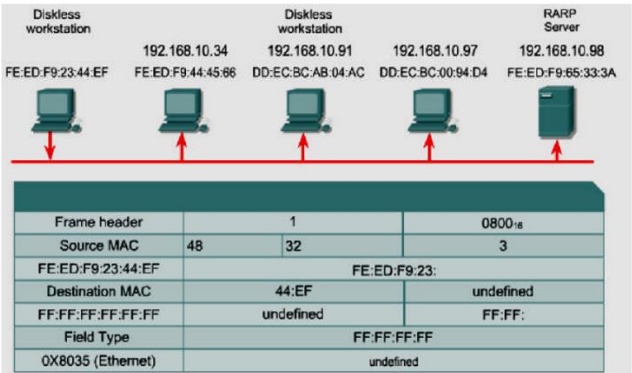 Diskless
workstation
Diskless
workstation
RARP
Server
192.168.10.34
192.168.10.91
192.168.10.97
192.168.10.98
FE:ED:F9:23:44:EF
FE:ED:F9:44:45:66
DD:EC:BC:AB:04:AC
DD:EC:BC:00:94:D4
FE:ED:F9:65:33:3A
Frame header
1
0800₁₆
Source MAC
48
32
3
FE:ED:F9:23:44:EF
FE:ED:F9:23:
Destination MAC
44:EF
undefined
FF:FF:FF:FF:FF:FF
undefined
FF:FF:
Field Type
FF:FF:FF:FF
0X8035 (Ethernet)
undefined